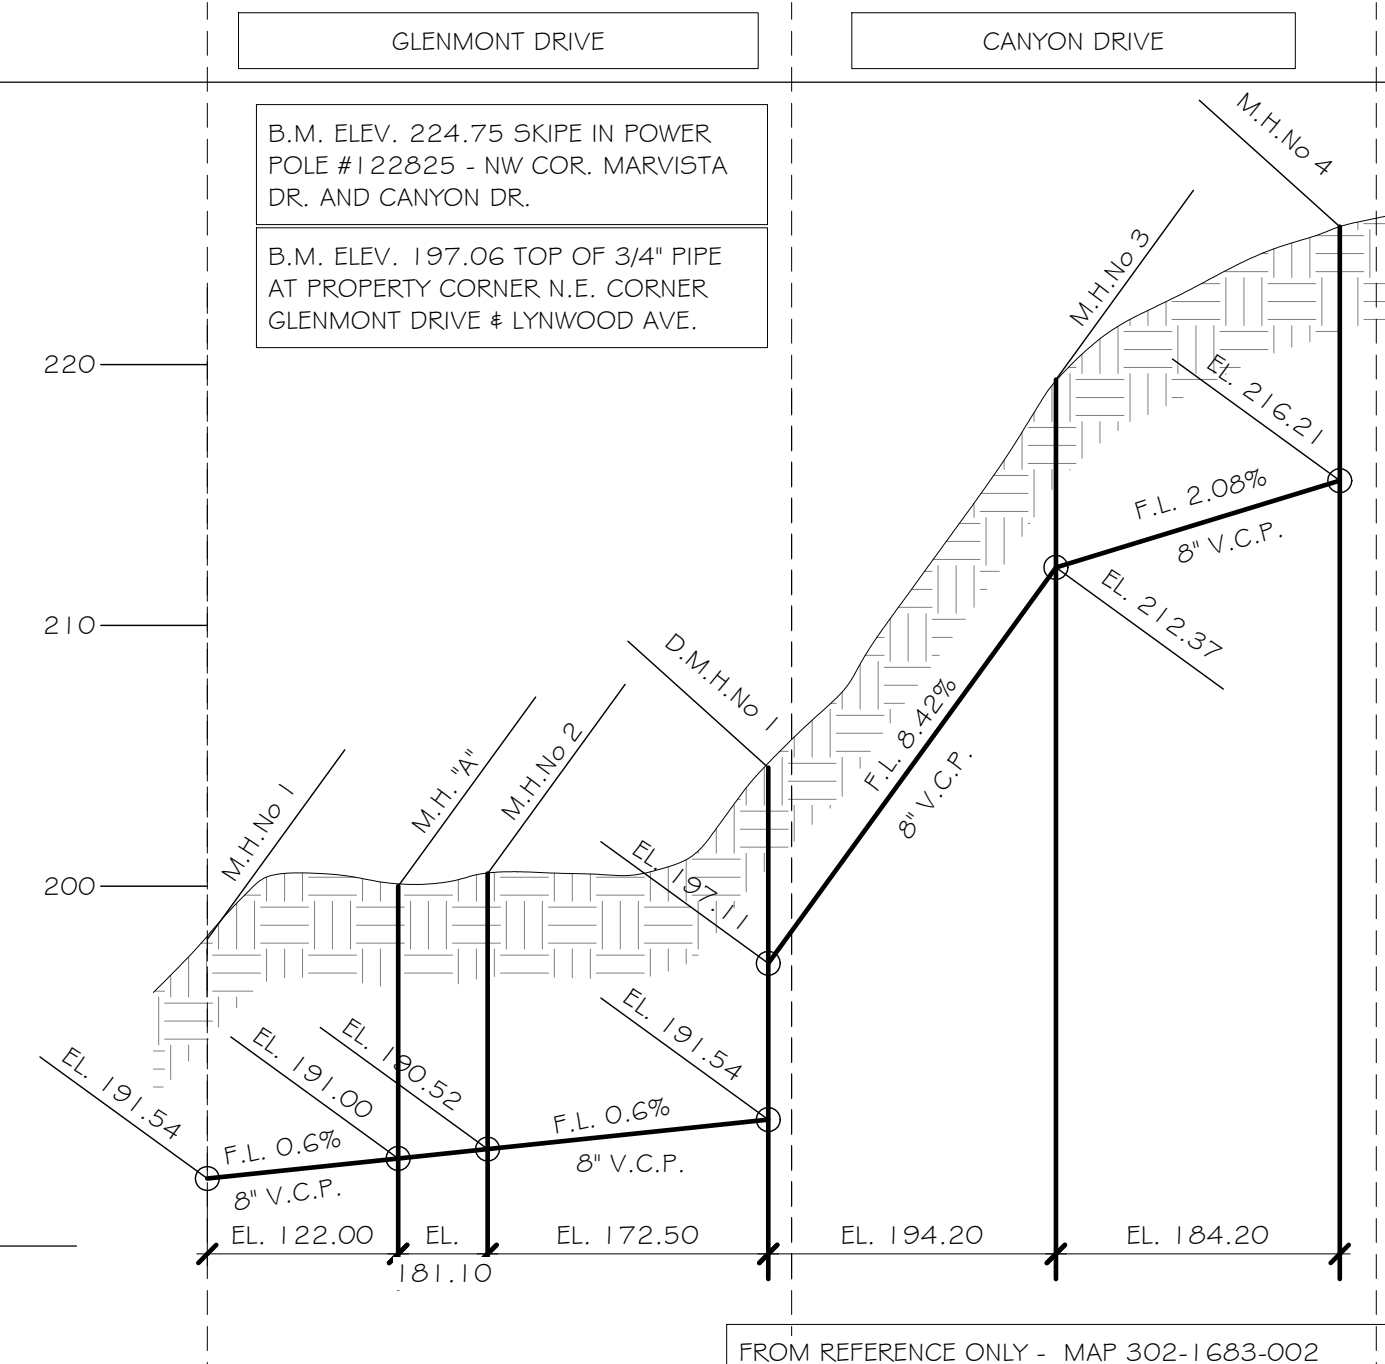 GLENMONT DRIVE
CANYON DRIVE
B.M. ELEV. 224.75 SKIPE IN POWER
POLE #122825 - NW COR. MARVISTA
DR. AND CANYON DR.
B.M. ELEV. 197.06 TOP OF 3/4" PIPE
AT PROPERTY CORNER N.E. CORNER
GLENMONT DRIVE & LYNWOOD AVE.
M.H.No 4
M.H.No 3
220
EL. 216.21
F.L. 2.08%
8" V.C.P.
210
EL. 212.37
D.M.H.No 1
F.L. 8.42%
8" V.C.P.
M.H.No 1
M.H. "A"
M.H.No 2
200
EL. 197.11
EL. 191.54
EL. 191.00
EL. 190.52
EL. 191.54
F.L. 0.6%
8" V.C.P.
F.L. 0.6%
8" V.C.P.
EL. 122.00
EL.
181.10
EL. 172.50
EL. 194.20
EL. 184.20
FROM REFERENCE ONLY - MAP 302-1683-002